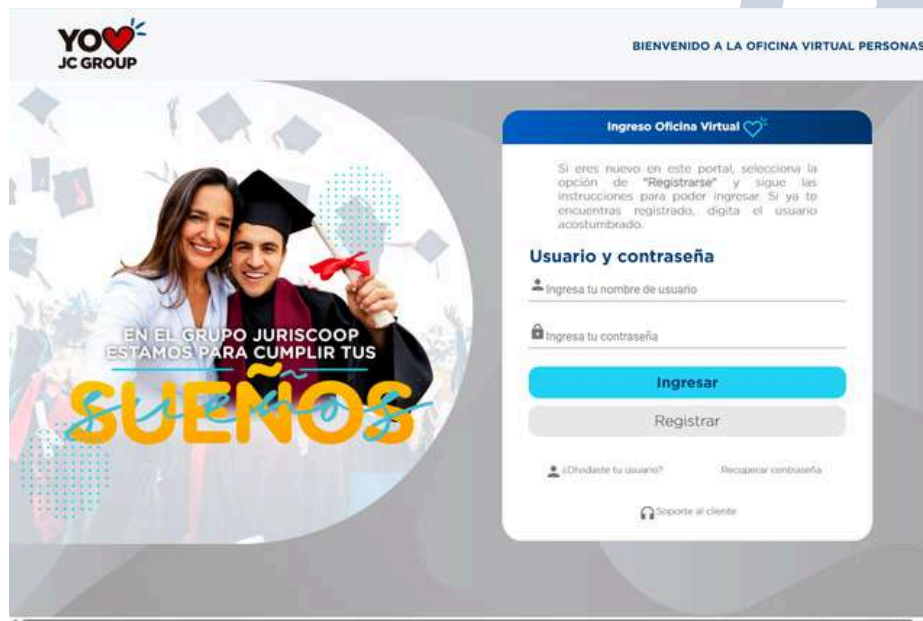 YO
JC GROUP
BIENVENIDO A LA OFICINA VIRTUAL PERSONAS
Ingreso Oficina Virtual
Si eres nuevo en este portal, selecciona la
opción de "Registrarse" y sigue las
instrucciones para poder ingresar. Si ya te
encuentras registrado, digita el usuario
acostumbrado.
Usuario y contraseña
Ingresa tu nombre de usuario
Ingresa tu contraseña
Ingresar
Registrar
¿Olvidaste tu usuario?
Recuperar contraseña
Soporte al cliente
EN EL GRUPO JURISCOOP
ESTAMOS PARA CUMPLIR TUS
SUEÑOS
sueños